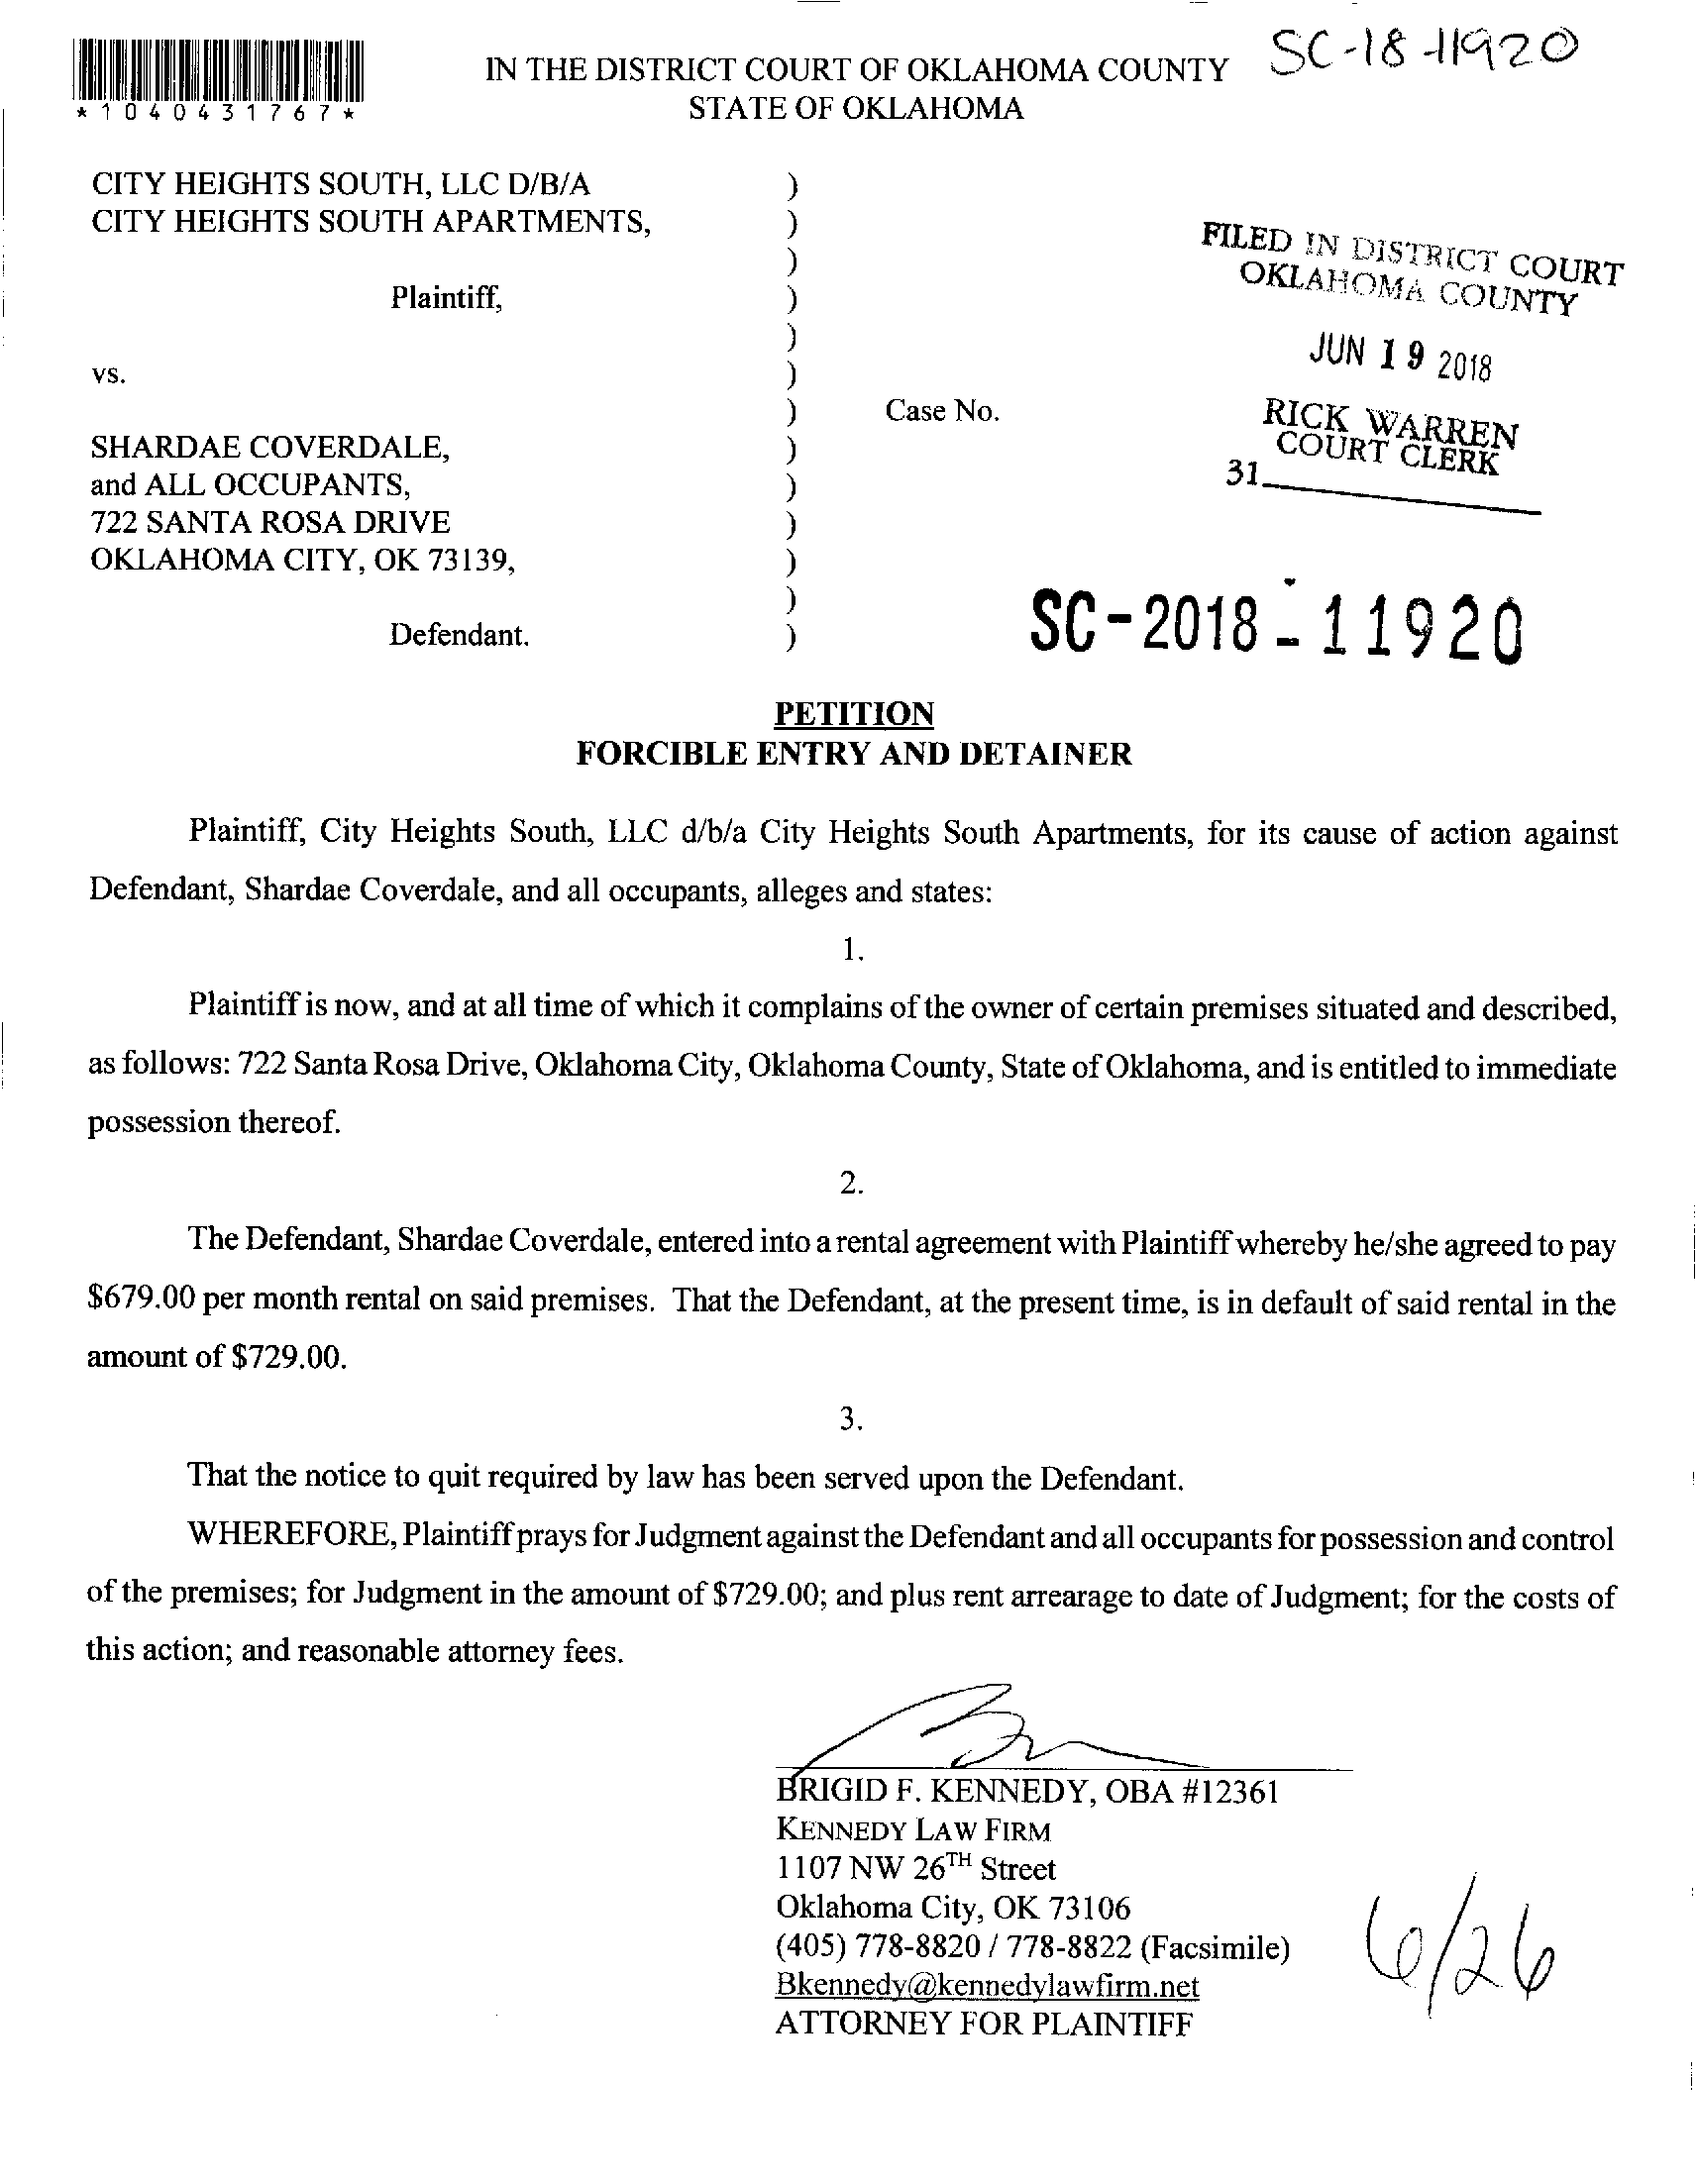 SC-18-11920
*1040431767*
IN THE DISTRICT COURT OF OKLAHOMA COUNTY
STATE OF OKLAHOMA
CITY HEIGHTS SOUTH, LLC D/B/A )
CITY HEIGHTS SOUTH APARTMENTS, )
)
Plaintiff, )
)
vs. )
) Case No.
SHARDAE COVERDALE, )
and ALL OCCUPANTS, )
722 SANTA ROSA DRIVE )
OKLAHOMA CITY, OK 73139, )
)
Defendant. )
FILED IN DISTRICT COURT
OKLAHOMA COUNTY
JUN 19 2018
RICK WARREN
COURT CLERK
31
SC-2018-11920
PETITION
FORCIBLE ENTRY AND DETAINER
Plaintiff, City Heights South, LLC d/b/a City Heights South Apartments, for its cause of action against
Defendant, Shardae Coverdale, and all occupants, alleges and states:
1.
Plaintiff is now, and at all time of which it complains of the owner of certain premises situated and described,
as follows: 722 Santa Rosa Drive, Oklahoma City, Oklahoma County, State of Oklahoma, and is entitled to immediate
possession thereof.
2.
The Defendant, Shardae Coverdale, entered into a rental agreement with Plaintiff whereby he/she agreed to pay
$679.00 per month rental on said premises. That the Defendant, at the present time, is in default of said rental in the
amount of $729.00.
3.
That the notice to quit required by law has been served upon the Defendant.
WHEREFORE, Plaintiff prays for Judgment against the Defendant and all occupants for possession and control
of the premises; for Judgment in the amount of $729.00; and plus rent arrearage to date of Judgment; for the costs of
this action; and reasonable attorney fees.
BRIGID F. KENNEDY, OBA #12361
KENNEDY LAW FIRM
1107 NW 26TH Street
Oklahoma City, OK 73106
(405) 778-8820 / 778-8822 (Facsimile)
Bkennedy@kennedylawfirm.net
ATTORNEY FOR PLAINTIFF
6/26